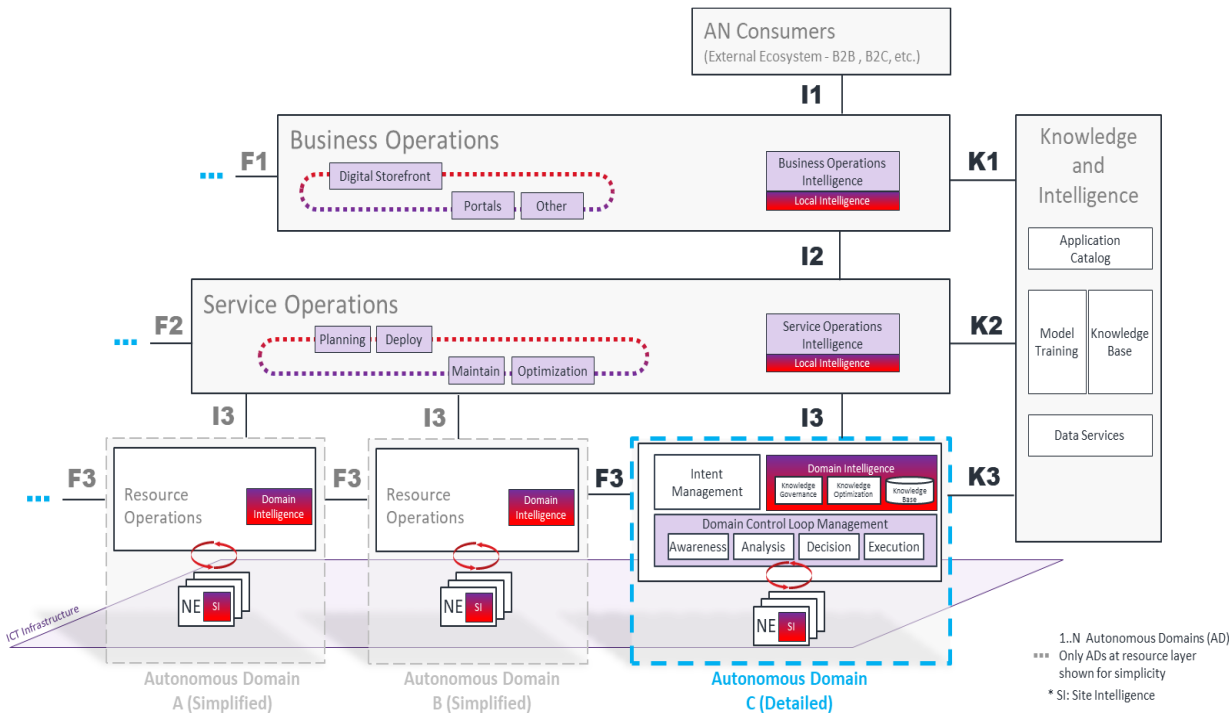 AN Consumers
(External Ecosystem - B2B , B2C, etc.)
I1
Business Operations
F1
Digital Storefront
Portals
Other
Business Operations
Intelligence
Local Intelligence
K1
Knowledge
and
Intelligence
Application
Catalog
Model
Training
Knowledge
Base
Data Services
I2
Service Operations
F2
Planning
Deploy
Maintain
Optimization
Service Operations
Intelligence
Local Intelligence
K2
I3
I3
I3
F3
Resource
Operations
Domain
Intelligence
F3
Resource
Operations
Domain
Intelligence
F3
Intent
Management
Domain Intelligence
Knowledge
Governance
Knowledge
Optimization
Knowledge
Base
Domain Control Loop Management
Awareness
Analysis
Decision
Execution
K3
ICT Infrastructure
NE
SI
NE
SI
NE
SI
Autonomous Domain
A (Simplified)
Autonomous Domain
B (Simplified)
Autonomous Domain
C (Detailed)
1..N Autonomous Domains (AD)
Only ADs at resource layer
shown for simplicity
* SI: Site Intelligence